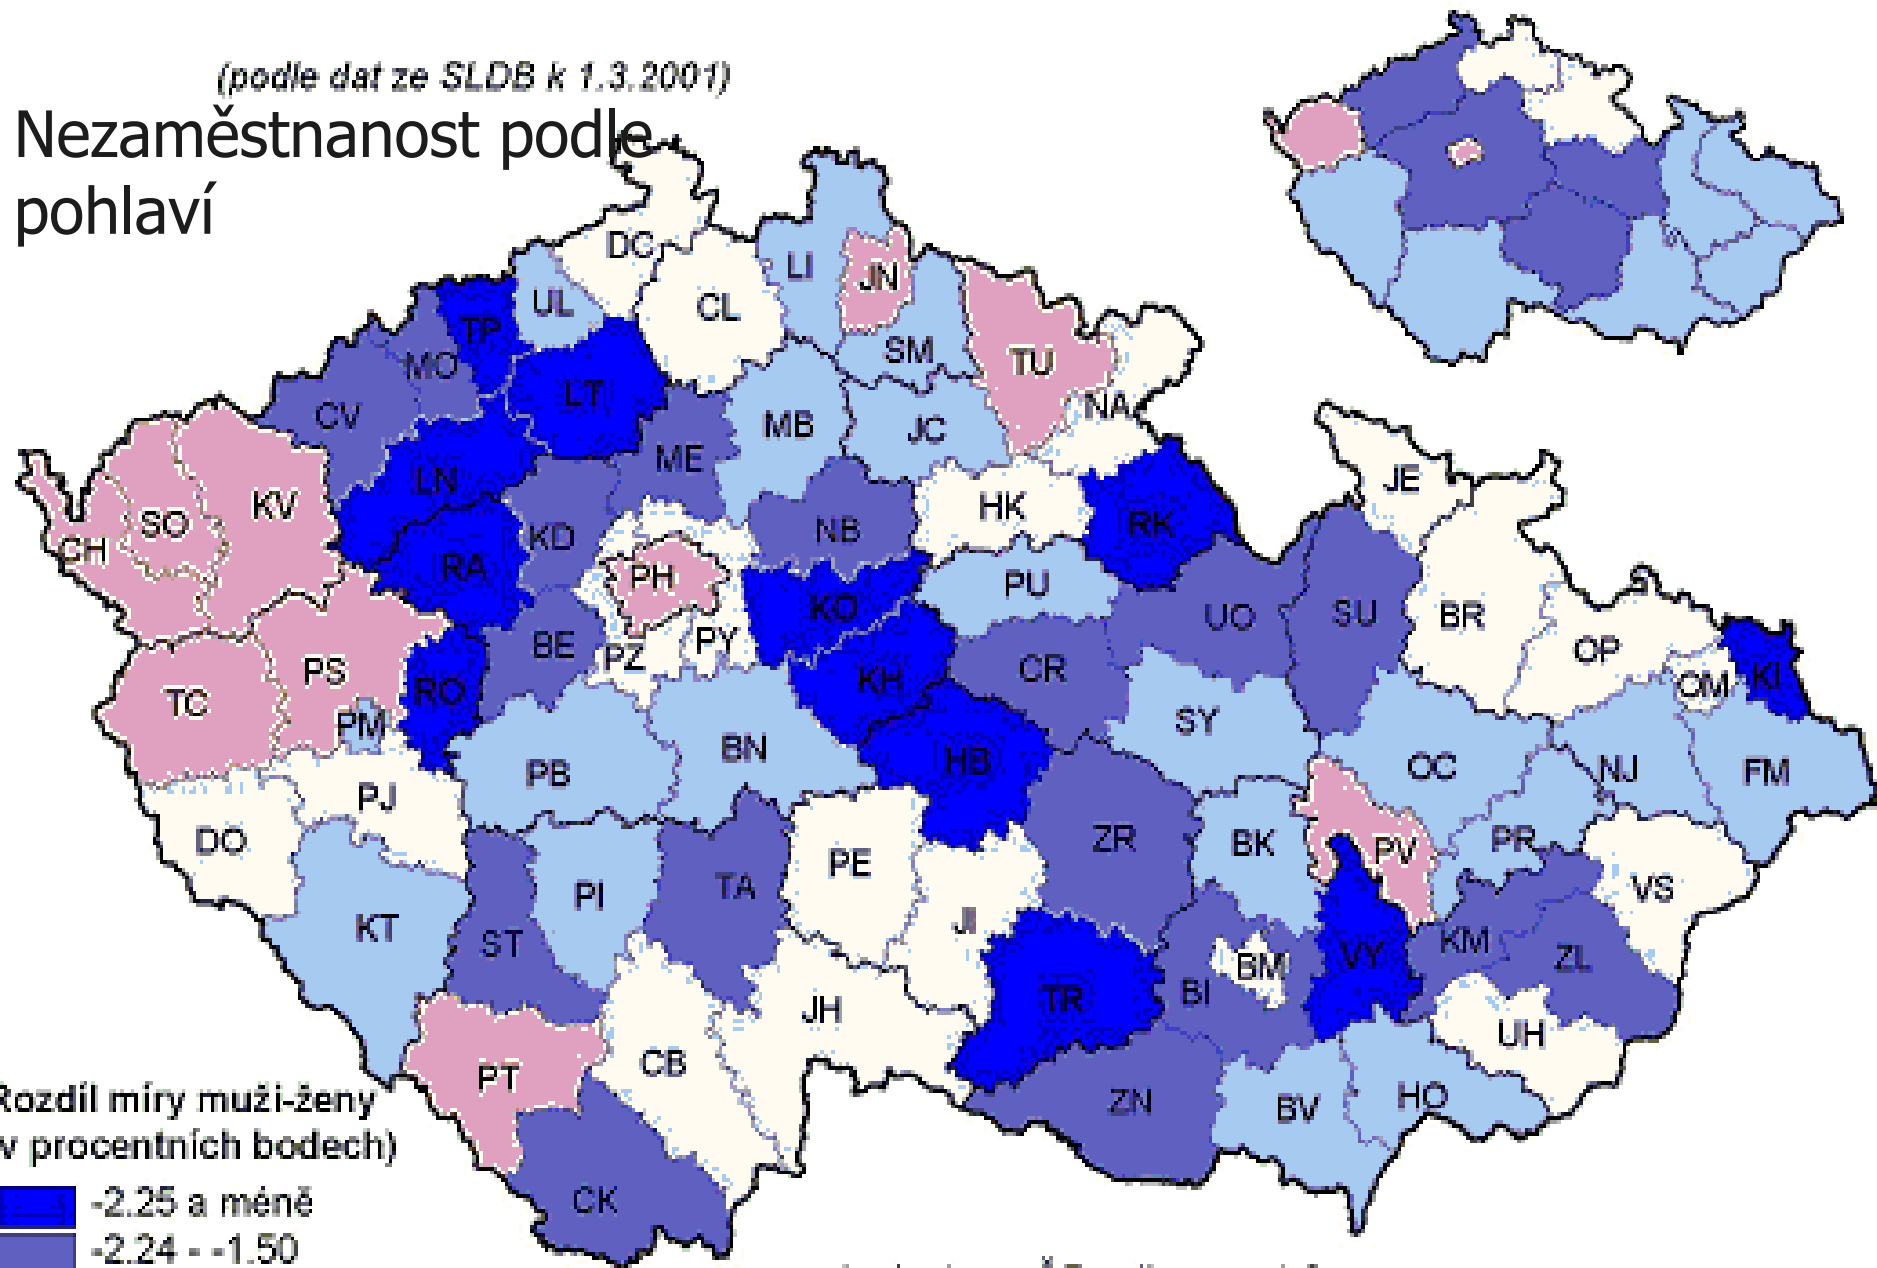 (podle dat ze SLDB k 1.3.2001)
Nezaměstnanost podle
pohlaví
DC
LI
JN
UL
CL
TP
MO
SM
TU
LT
CV
MB
JC
NA
ME
LN
JE
KV
SO
HK
NB
RK
CH
KD
RA
PH
PU
KO
UO
SU
BR
BE
PZ
PY
OP
PS
CR
KH
RO
OM
KI
TC
PM
SY
BN
HB
PB
OC
NJ
FM
PJ
DO
ZR
BK
PV
PR
PE
TA
PI
VS
KT
JI
ST
KM
VY
ZL
BM
BI
TR
JH
UH
CB
PT
ZN
BV
HO
CK
Rozdíl míry muži-ženy
v procentních bodech)
-2.25 a méně
-2.24 - -1.50